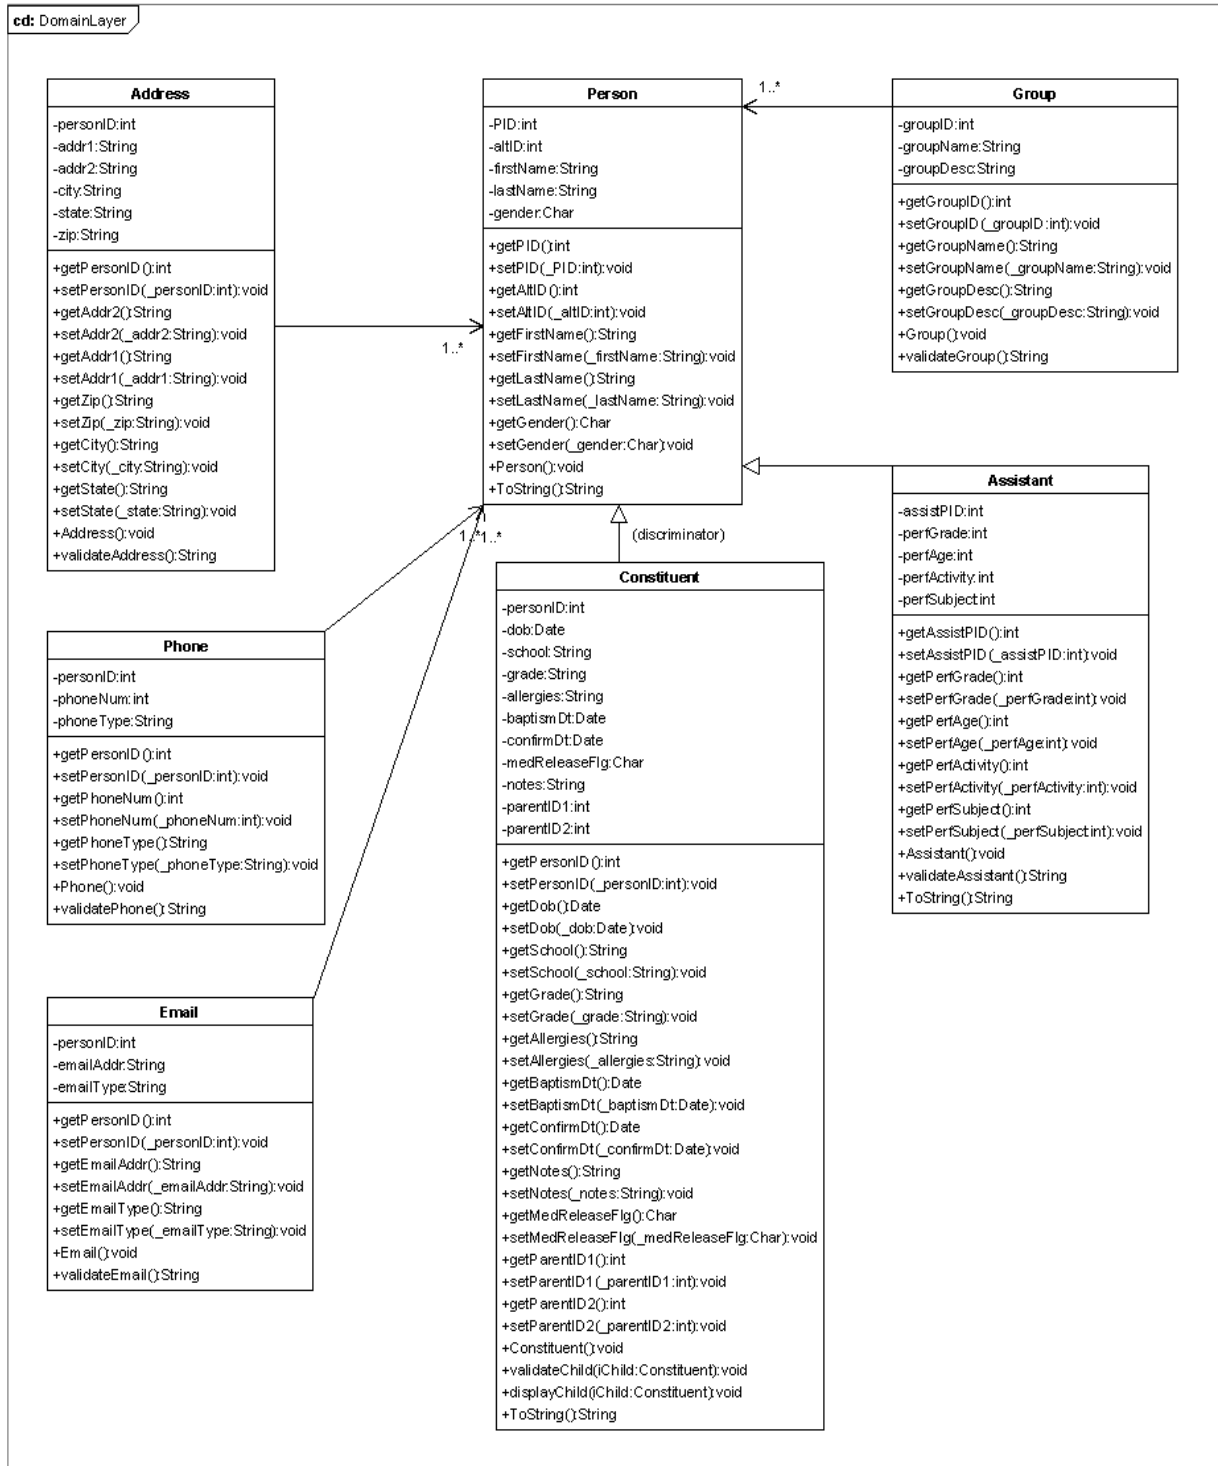 cd: DomainLayer
Address
-personID:int
-addr1:String
-addr2:String
-city:String
-state:String
-zip:String
+getPersonID():int
+setPersonID(_personID:int):void
+getAddr2():String
+setAddr2(_addr2:String):void
+getAddr1():String
+setAddr1(_addr1:String):void
+getZip():String
+setZip(_zip:String):void
+getCity():String
+setCity(_city:String):void
+getState():String
+setState(_state:String):void
+Address():void
+validateAddress():String
1..*
Person
-PID:int
-altID:int
-firstName:String
-lastName:String
-gender:Char
+getPID():int
+setPID(_PID:int):void
+getAltID():int
+setAltID(_altID:int):void
+getFirstName():String
+setFirstName(_firstName:String):void
+getLastName():String
+setLastName(_lastName:String):void
+getGender():Char
+setGender(_gender:Char):void
+Person():void
+ToString():String
1..*
Group
-groupID:int
-groupName:String
-groupDesc:String
+getGroupID():int
+setGroupID(_groupID:int):void
+getGroupName():String
+setGroupName(_groupName:String):void
+getGroupDesc():String
+setGroupDesc(_groupDesc:String):void
+Group():void
+validateGroup():String
Assistant
-assistPID:int
-perfGrade:int
-perfAge:int
-perfActivity:int
-perfSubject:int
+getAssistPID():int
+setAssistPID(_assistPID:int):void
+getPerfGrade():int
+setPerfGrade(_perfGrade:int):void
+getPerfAge():int
+setPerfAge(_perfAge:int):void
+getPerfActivity():int
+setPerfActivity(_perfActivity:int):void
+getPerfSubject():int
+setPerfSubject(_perfSubject:int):void
+Assistant():void
+validateAssistant():String
+ToString():String
1..*1..*
(discriminator)
Phone
-personID:int
-phoneNum:int
-phoneType:String
+getPersonID():int
+setPersonID(_personID:int):void
+getPhoneNum():int
+setPhoneNum(_phoneNum:int):void
+getPhoneType():String
+setPhoneType(_phoneType:String):void
+Phone():void
+validatePhone():String
Email
-personID:int
-emailAddr:String
-emailType:String
+getPersonID():int
+setPersonID(_personID:int):void
+getEmailAddr():String
+setEmailAddr(_emailAddr:String):void
+getEmailType():String
+setEmailType(_emailType:String):void
+Email():void
+validateEmail():String
Constituent
-personID:int
-dob:Date
-school:String
-grade:String
-allergies:String
-baptismDt:Date
-confirmDt:Date
-medReleaseFlg:Char
-notes:String
-parentID1:int
-parentID2:int
+getPersonID():int
+setPersonID(_personID:int):void
+getDob():Date
+setDob(_dob:Date):void
+getSchool():String
+setSchool(_school:String):void
+getGrade():String
+setGrade(_grade:String):void
+getAllergies():String
+setAllergies(_allergies:String):void
+getBaptismDt():Date
+setBaptismDt(_baptismDt:Date):void
+getConfirmDt():Date
+setConfirmDt(_confirmDt:Date):void
+getNotes():String
+setNotes(_notes:String):void
+getMedReleaseFlg():Char
+setMedReleaseFlg(_medReleaseFlg:Char):void
+getParentID1():int
+setParentID1(_parentID1:int):void
+getParentID2():int
+setParentID2(_parentID2:int):void
+Constituent():void
+validateChild(iChild:Constituent):void
+displayChild(iChild:Constituent):void
+ToString():String